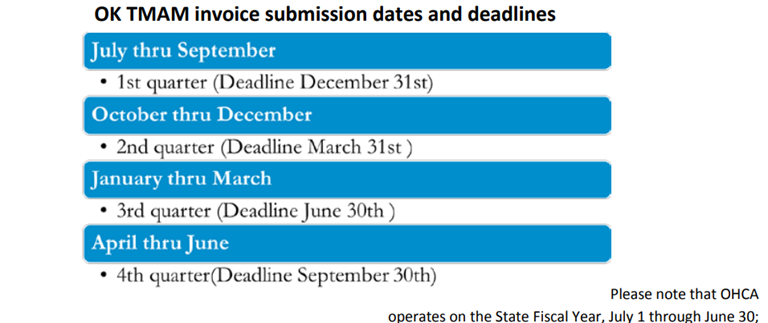 OK TMAM invoice submission dates and deadlines
July thru September
• 1st quarter (Deadline December 31st)
October thru December
• 2nd quarter (Deadline March 31st )
January thru March
• 3rd quarter (Deadline June 30th )
April thru June
• 4th quarter(Deadline September 30th)
Please note that OHCA
operates on the State Fiscal Year, July 1 through June 30;